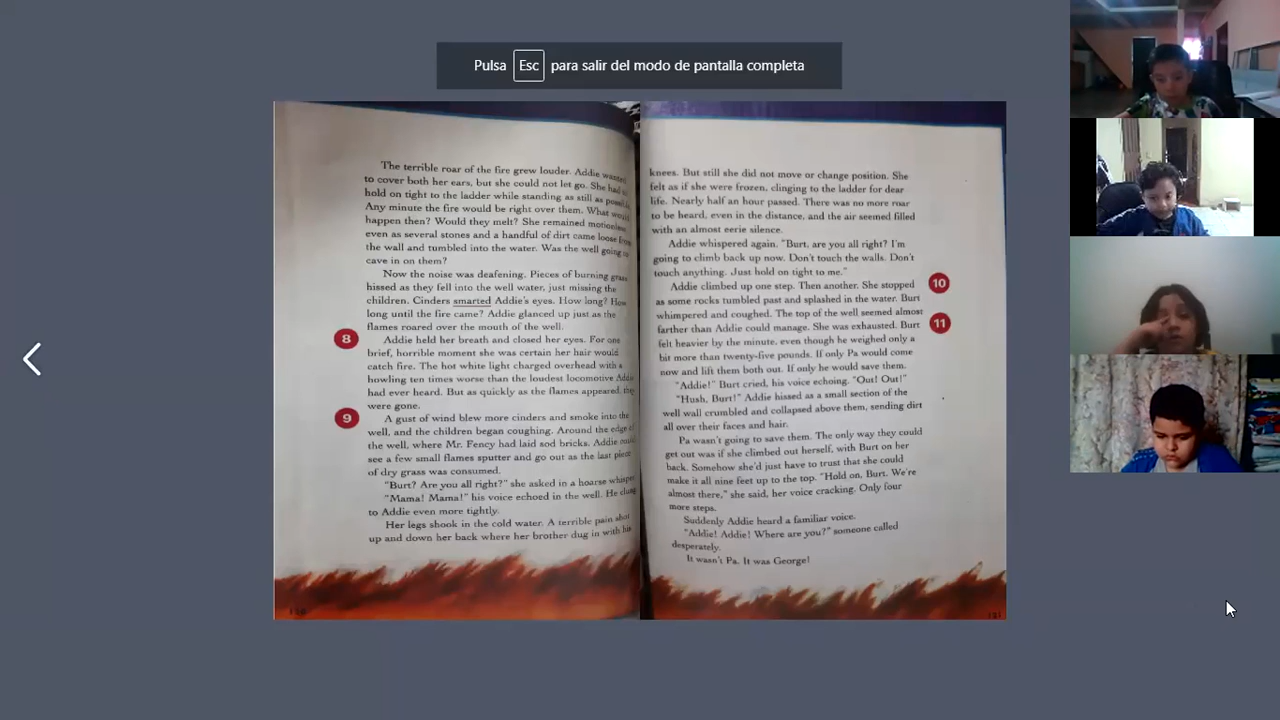 Pulsa Esc para salir del modo de pantalla completa
The terrible roar of the fire grew louder. Addie wanted
to cover both her ears, but she could not let go. She had to
hold on tight to the ladder while standing as still as possible.
Any minute the fire would be right over them. What would
happen then? Would they melt? She remained motionless
even as several stones and a handful of dirt came loose from
the wall and tumbled into the water. Was the well going to
cave in on them?
Now the noise was deafening. Pieces of burning grass
hissed as they fell into the well water, just missing the
children. Cinders smarted Addie's eyes. How long? How
long until the fire came? Addie glanced up just as the
flames roared over the mouth of the well.
8
Addie held her breath and closed her eyes. For one
brief, horrible moment she was certain her hair would
catch fire. The hot white light charged overhead with a
howling ten times worse than the loudest locomotive Addie
had ever heard. But as quickly as the flames appeared, they
were gone.
9
A gust of wind blew more cinders and smoke into the
well, and the children began coughing. Around the edge of
the well, where Mr. Fency had laid sod bricks, Addie could
see a few small flames sputter and go out as the last piece
of dry grass was consumed.
"Burt? Are you all right?" she asked in a hoarse whisper.
"Mama! Mama!" his voice echoed in the well. He clung
to Addie even more tightly.
Her legs shook in the cold water. A terrible pain shot
up and down her back where her brother dug in with his
130
knees. But still she did not move or change position. She
felt as if she were frozen, clinging to the ladder for dear
life. Nearly half an hour passed. There was no more roar
to be heard, even in the distance, and the air seemed filled
with an almost eerie silence.
Addie whispered again. "Burt, are you all right? I'm
going to climb back up now. Don't touch the walls. Don't
touch anything. Just hold on tight to me."
10
Addie climbed up one step. Then another. She stopped
as some rocks tumbled past and splashed in the water. Burt
whimpered and coughed. The top of the well seemed almost
11
farther than Addie could manage. She was exhausted. Burt
felt heavier by the minute, even though he weighed only a
bit more than twenty-five pounds. If only Pa would come
now and lift them both out. If only he would save them.
"Addie!" Burt cried, his voice echoing. "Out! Out!"
"Hush, Burt!" Addie hissed as a small section of the
well wall crumbled and collapsed above them, sending dirt
all over their faces and hair.
Pa wasn't going to save them. The only way they could
get out was if she climbed out herself, with Burt on her
back. Somehow she'd just have to trust that she could
make it all nine feet up to the top. "Hold on, Burt. We're
almost there," she said, her voice cracking. Only four
more steps.
Suddenly Addie heard a familiar voice.
"Addie! Addie! Where are you?" someone called
desperately.
It wasn't Pa. It was George!
131